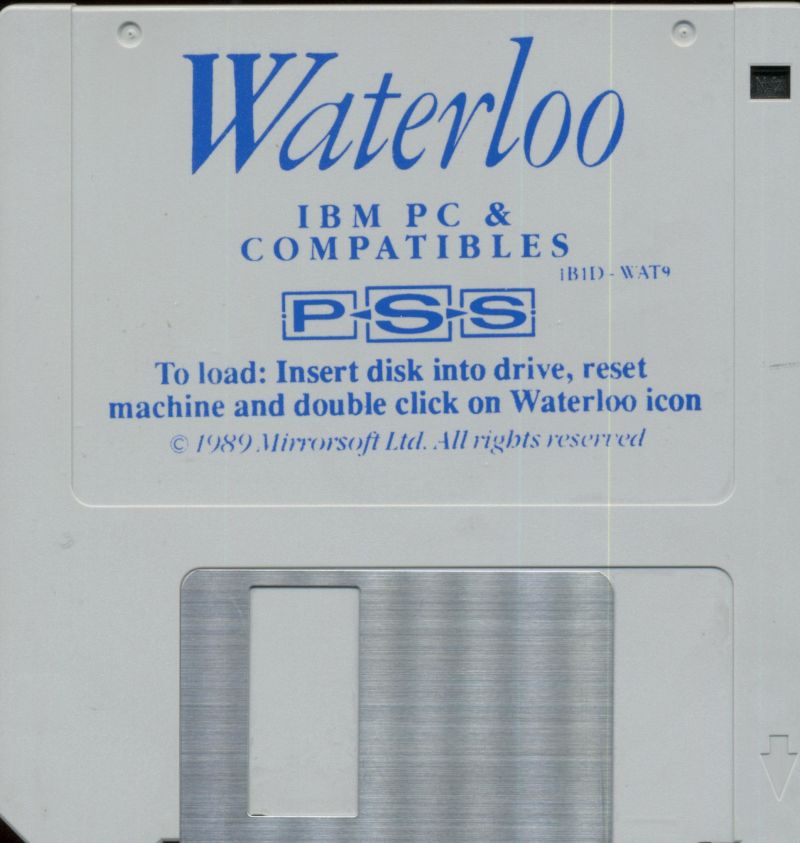 Waterloo
IBM PC &
COMPATIBLES
IB1D - WAT9
PSS
To load: Insert disk into drive, reset
machine and double click on Waterloo icon
© 1989 Mirrorsoft Ltd. All rights reserved